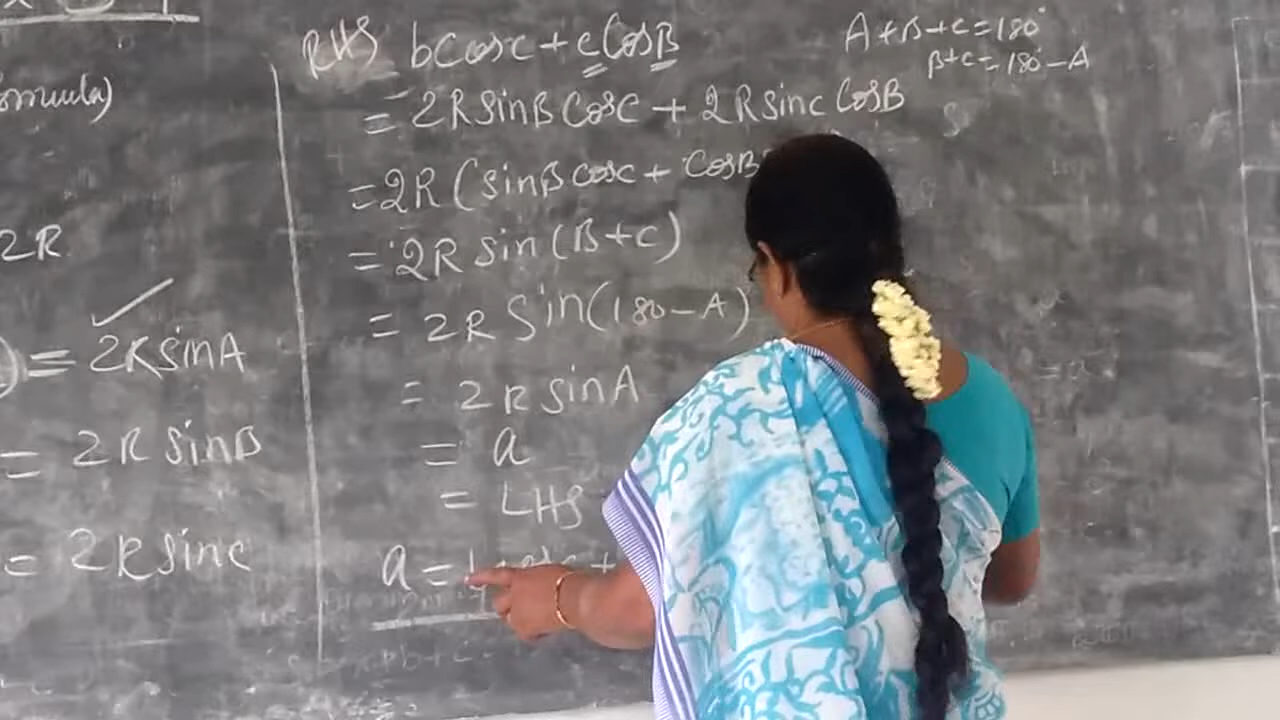 ormula)
2R
= 2R sinA
= 2R sinB
= 2R sinc
RHS bcosc + c CosB
= 2R sinB cosc + 2R sinc CosB
= 2R (sinB cosc + CosB
= 2R sin (B+c)
= 2R Sin(180 - A)
= 2R sinA
= a
= LHS
a =
A+B+c = 180°
B+c = 180° - A